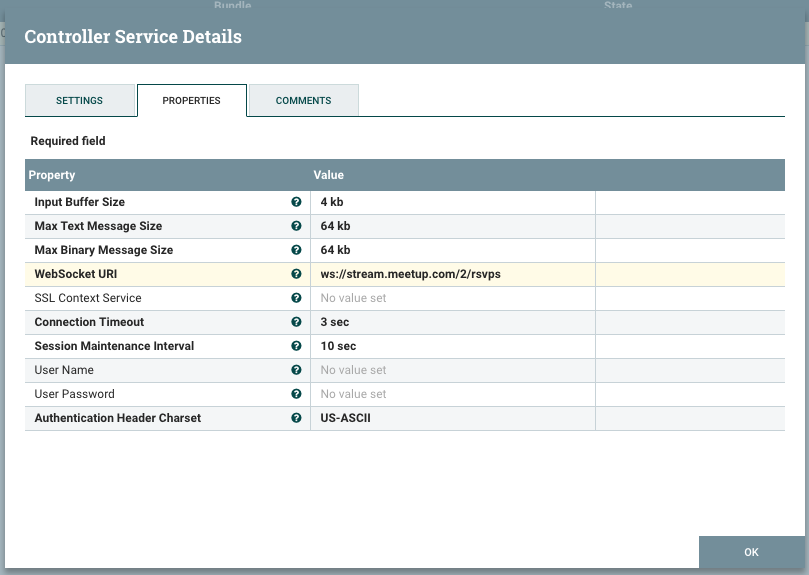 Bundle State
Controller Service Details
SETTINGS PROPERTIES COMMENTS
Required field
Property Value
Input Buffer Size 4 kb
Max Text Message Size 64 kb
Max Binary Message Size 64 kb
WebSocket URI ws://stream.meetup.com/2/rsvps
SSL Context Service No value set
Connection Timeout 3 sec
Session Maintenance Interval 10 sec
User Name No value set
User Password No value set
Authentication Header Charset US-ASCII
OK